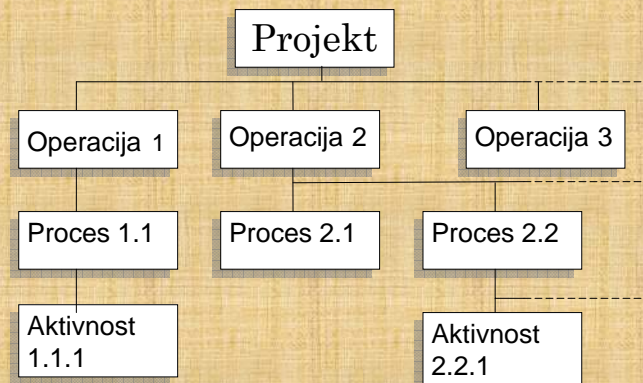 Projekt
Operacija 1
Operacija 2
Operacija 3
Proces 1.1
Proces 2.1
Proces 2.2
Aktivnost
1.1.1
Aktivnost
2.2.1